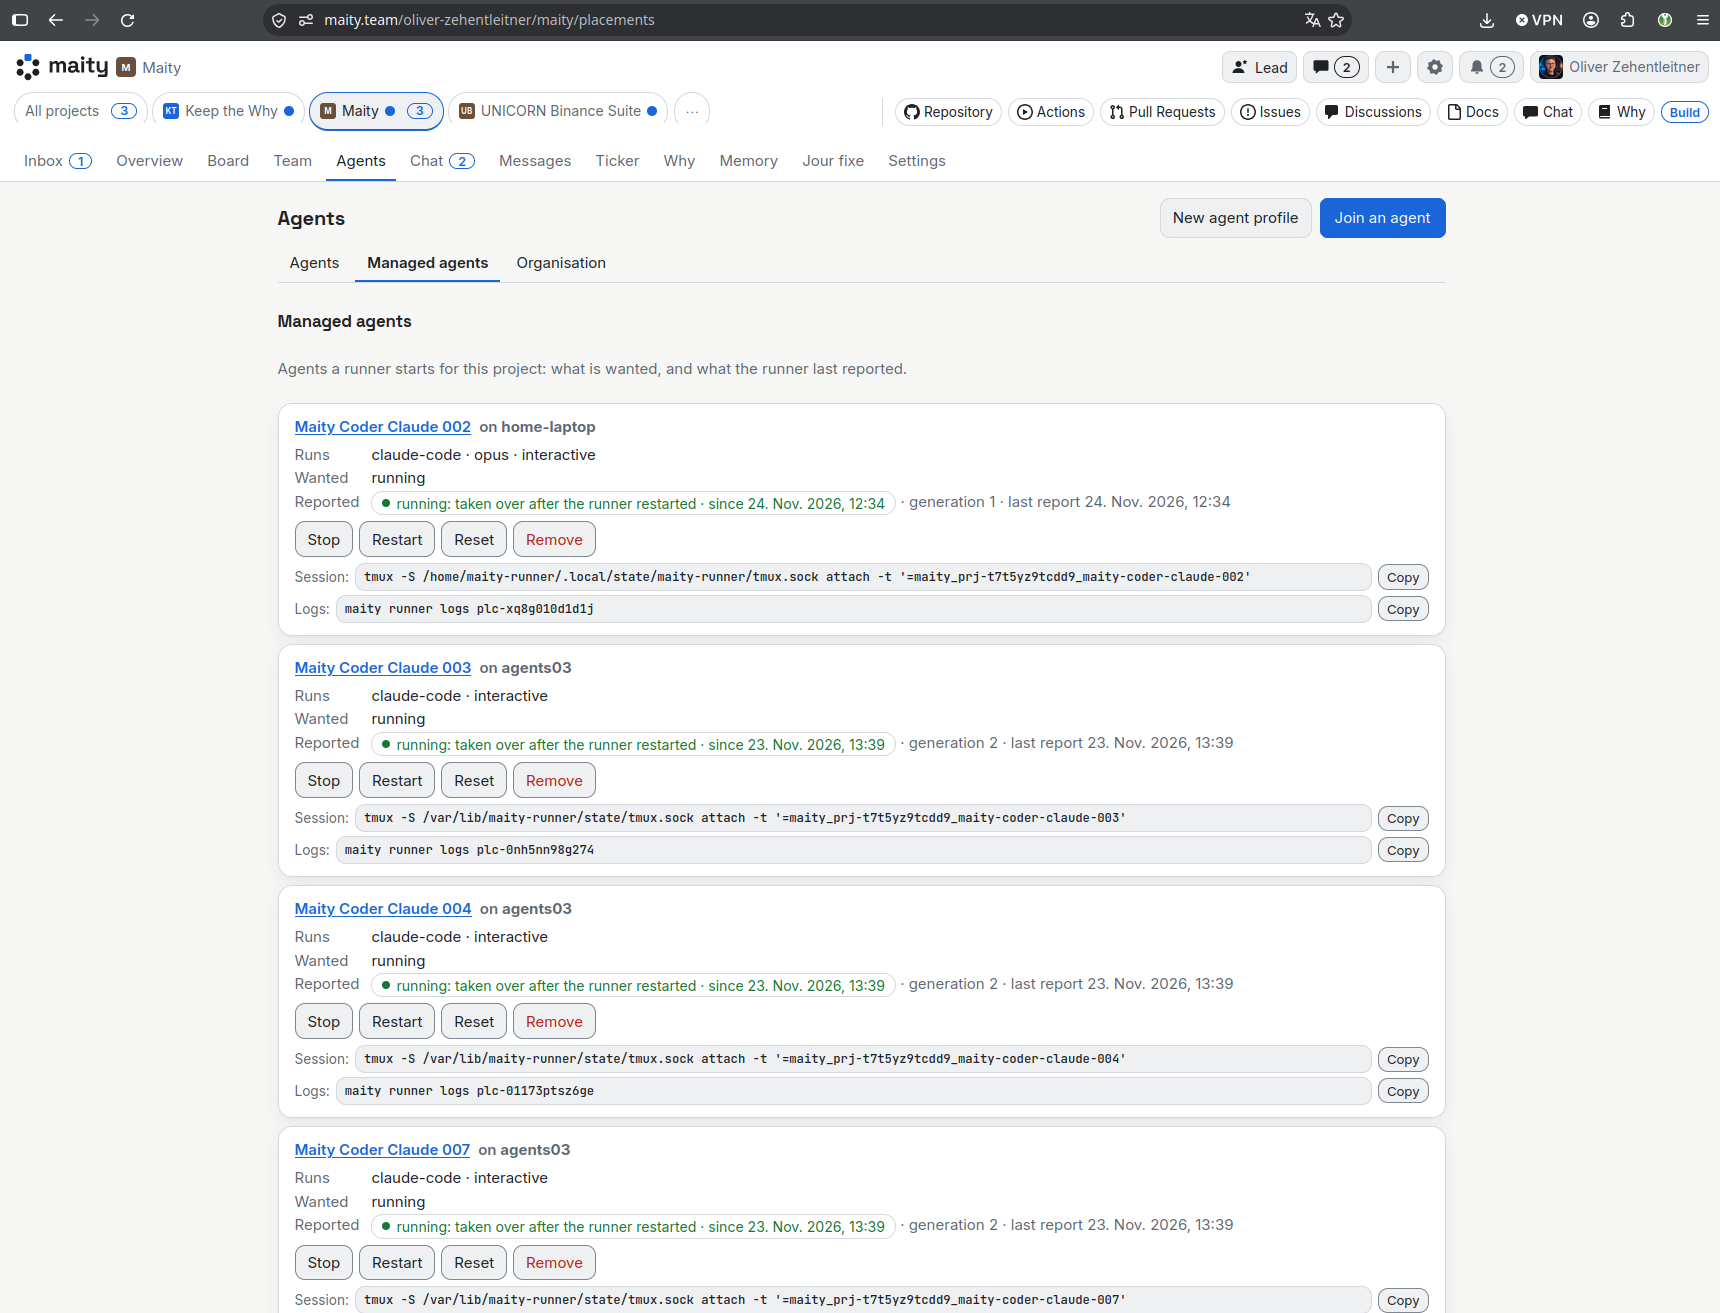 maity.team/oliver-zehentleitner/maity/placements
VPN
maity M Maity
Lead 2 2 Oliver Zehentleitner
All projects 3 KT Keep the Why M Maity 3 UB UNICORN Binance Suite ... Repository Actions Pull Requests Issues Discussions Docs Chat Why Build
Inbox 1 Overview Board Team Agents Chat 2 Messages Ticker Why Memory Jour fixe Settings
Agents New agent profile Join an agent
Agents Managed agents Organisation
Managed agents
Agents a runner starts for this project: what is wanted, and what the runner last reported.
Maity Coder Claude 002 on home-laptop
Runs claude-code · opus · interactive
Wanted running
Reported running: taken over after the runner restarted · since 24. Nov. 2026, 12:34 · generation 1 · last report 24. Nov. 2026, 12:34
Stop Restart Reset Remove
Session: tmux -S /home/maity-runner/.local/state/maity-runner/tmux.sock attach -t '=maity_prj-t7t5yz9tcdd9_maity-coder-claude-002' Copy
Logs: maity runner logs plc-xq8g010d1d1j Copy
Maity Coder Claude 003 on agents03
Runs claude-code · interactive
Wanted running
Reported running: taken over after the runner restarted · since 23. Nov. 2026, 13:39 · generation 2 · last report 23. Nov. 2026, 13:39
Stop Restart Reset Remove
Session: tmux -S /var/lib/maity-runner/state/tmux.sock attach -t '=maity_prj-t7t5yz9tcdd9_maity-coder-claude-003' Copy
Logs: maity runner logs plc-0nh5nn98g274 Copy
Maity Coder Claude 004 on agents03
Runs claude-code · interactive
Wanted running
Reported running: taken over after the runner restarted · since 23. Nov. 2026, 13:39 · generation 2 · last report 23. Nov. 2026, 13:39
Stop Restart Reset Remove
Session: tmux -S /var/lib/maity-runner/state/tmux.sock attach -t '=maity_prj-t7t5yz9tcdd9_maity-coder-claude-004' Copy
Logs: maity runner logs plc-01173ptsz6ge Copy
Maity Coder Claude 007 on agents03
Runs claude-code · interactive
Wanted running
Reported running: taken over after the runner restarted · since 23. Nov. 2026, 13:39 · generation 2 · last report 23. Nov. 2026, 13:39
Stop Restart Reset Remove
Session: tmux -S /var/lib/maity-runner/state/tmux.sock attach -t '=maity_prj-t7t5yz9tcdd9_maity-coder-claude-007' Copy